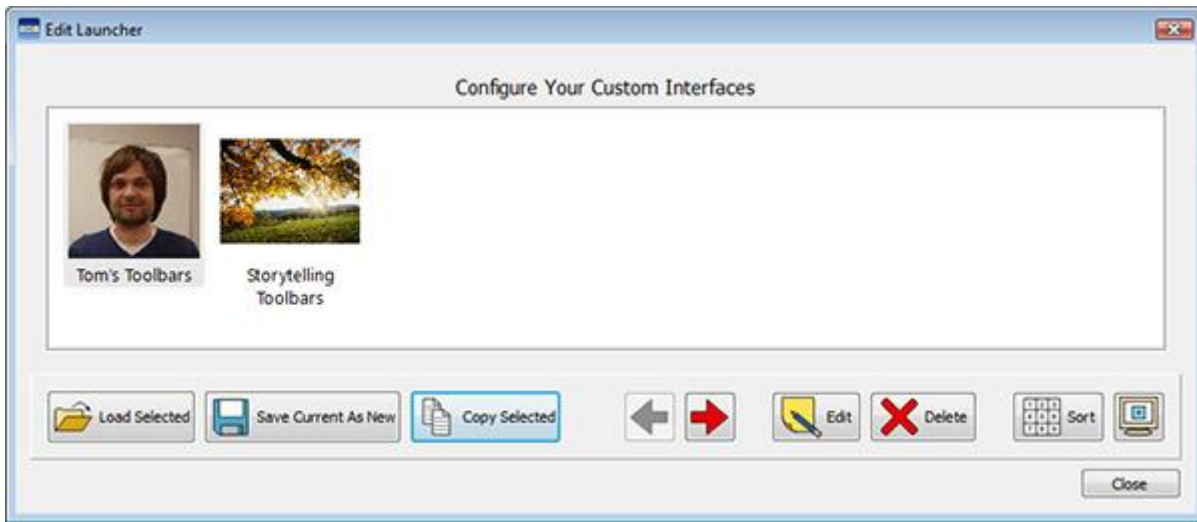 Edit Launcher
Configure Your Custom Interfaces
Tom's Toolbars
Storytelling
Toolbars
Load Selected
Save Current As New
Copy Selected
Edit
Delete
Sort
Close